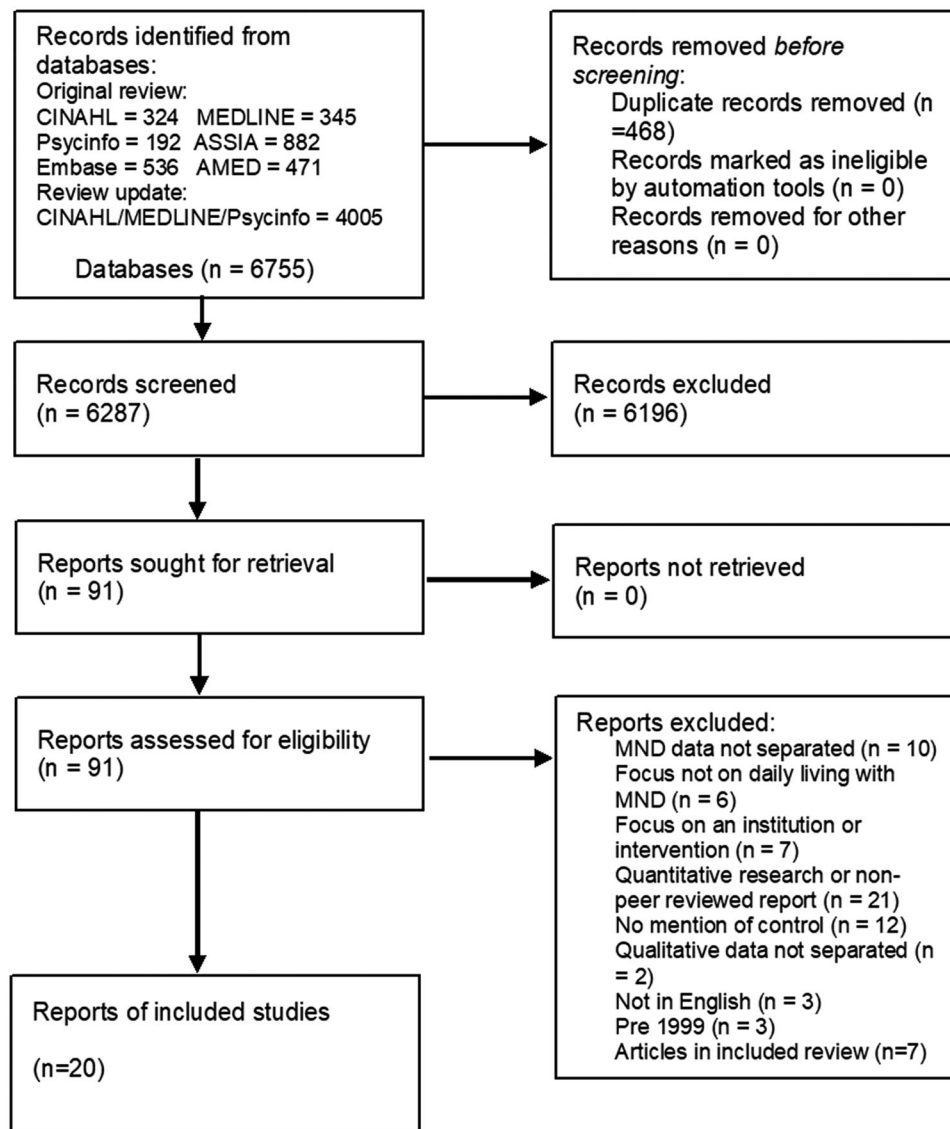 Records identified from
databases:
Original review:
CINAHL = 324 MEDLINE = 345
Psycinfo = 192 ASSIA = 882
Embase = 536 AMED = 471
Review update:
CINAHL/MEDLINE/Psycinfo = 4005
Databases (n = 6755)
Records removed before
screening:
Duplicate records removed (n
=468)
Records marked as ineligible
by automation tools (n = 0)
Records removed for other
reasons (n = 0)
Records screened
(n = 6287)
Records excluded
(n = 6196)
Reports sought for retrieval
(n = 91)
Reports not retrieved
(n = 0)
Reports assessed for eligibility
(n = 91)
Reports excluded:
MND data not separated (n = 10)
Focus not on daily living with
MND (n = 6)
Focus on an institution or
intervention (n = 7)
Quantitative research or non-
peer reviewed report (n = 21)
No mention of control (n = 12)
Qualitative data not separated (n
= 2)
Not in English (n = 3)
Pre 1999 (n = 3)
Articles in included review (n=7)
Reports of included studies
(n=20)